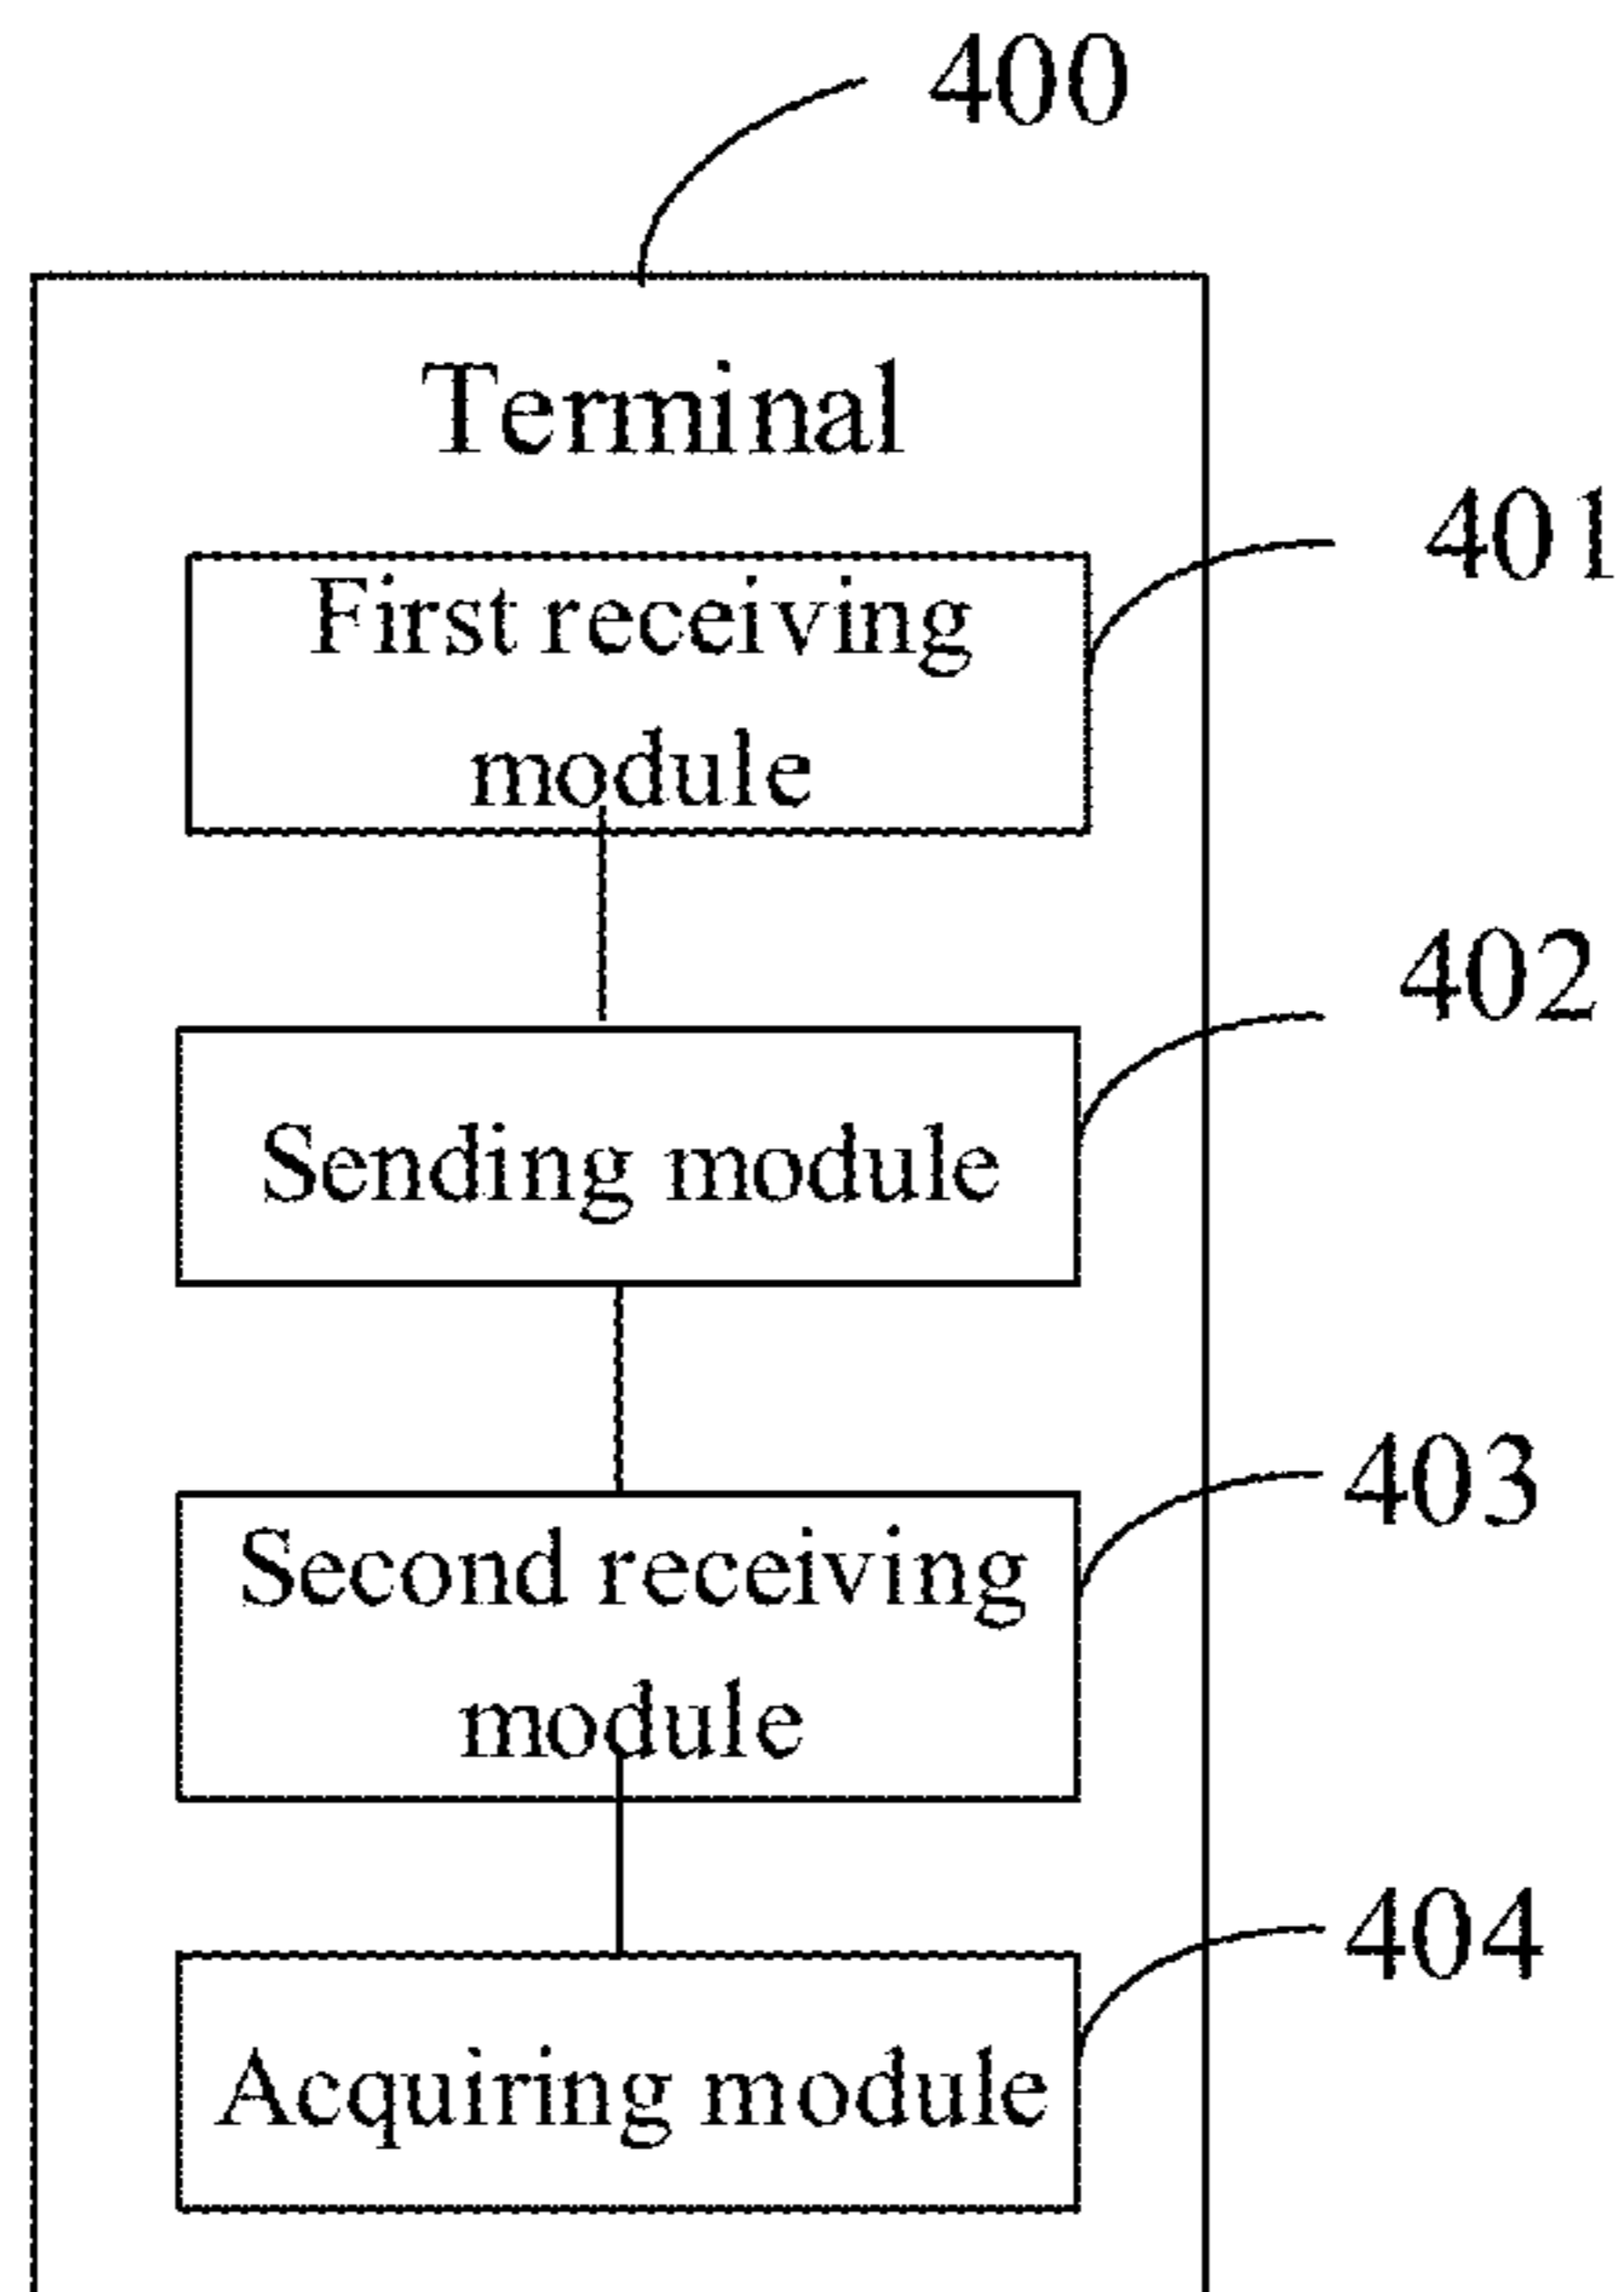 400
Terminal
401
First receiving
module
402
Sending module
403
Second receiving
module
404
Acquiring module